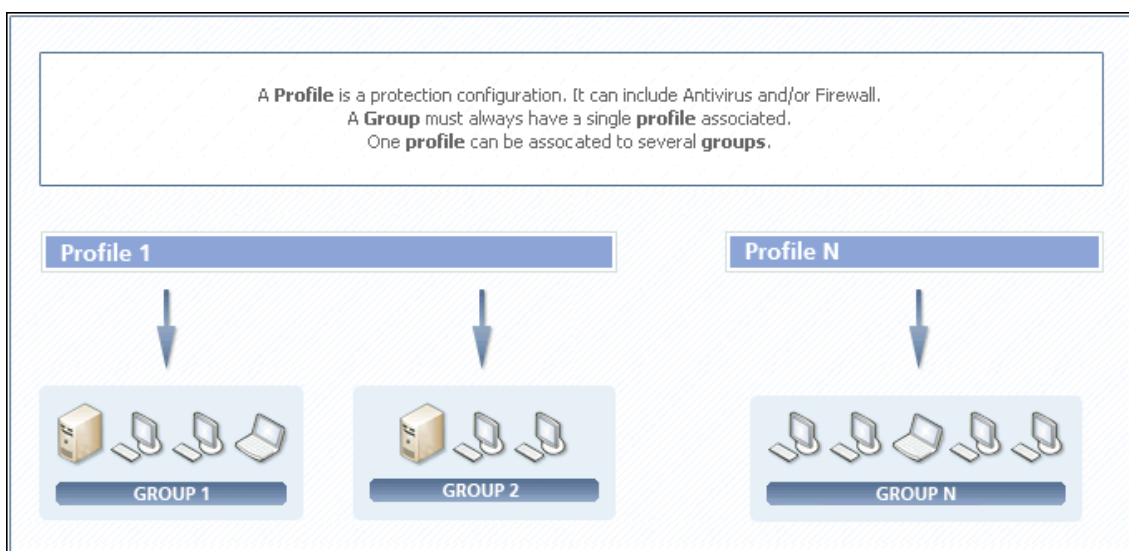 A Profile is a protection configuration. It can include Antivirus and/or Firewall.
A Group must always have a single profile associated.
One profile can be assocated to several groups.
Profile 1
Profile N
GROUP 1
GROUP 2
GROUP N